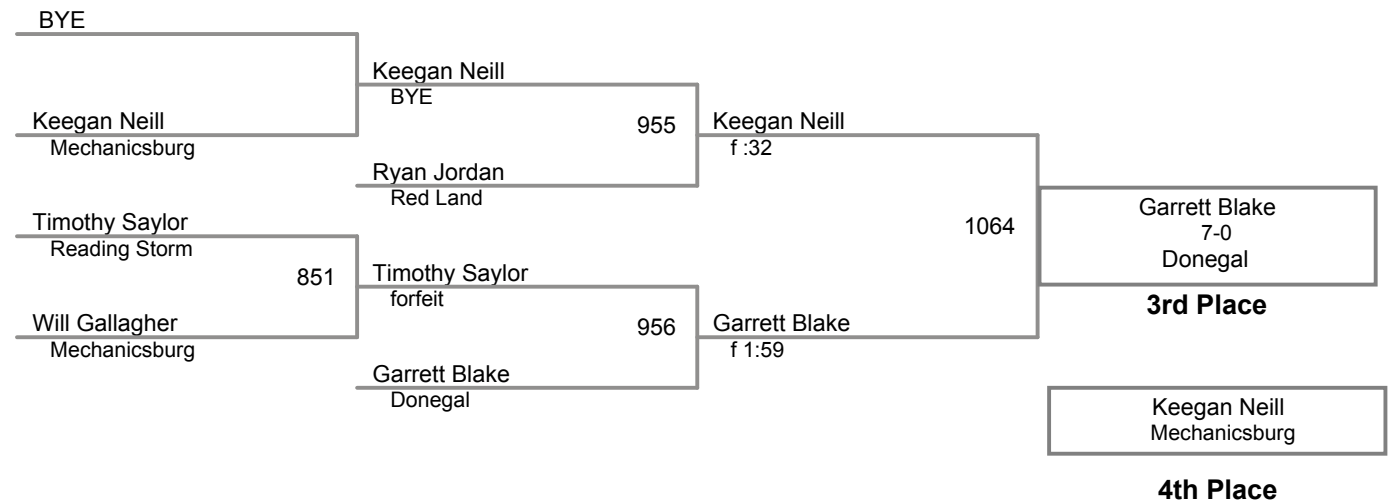 BYE
Keegan Neill
BYE
Keegan Neill
Mechanicsburg
955
Keegan Neill
f :32
Ryan Jordan
Red Land
Timothy Saylor
Reading Storm
851
Timothy Saylor
forfeit
Will Gallagher
Mechanicsburg
956
Garrett Blake
f 1:59
Garrett Blake
Donegal
1064
Garrett Blake
7-0
Donegal
3rd Place
Keegan Neill
Mechanicsburg
4th Place